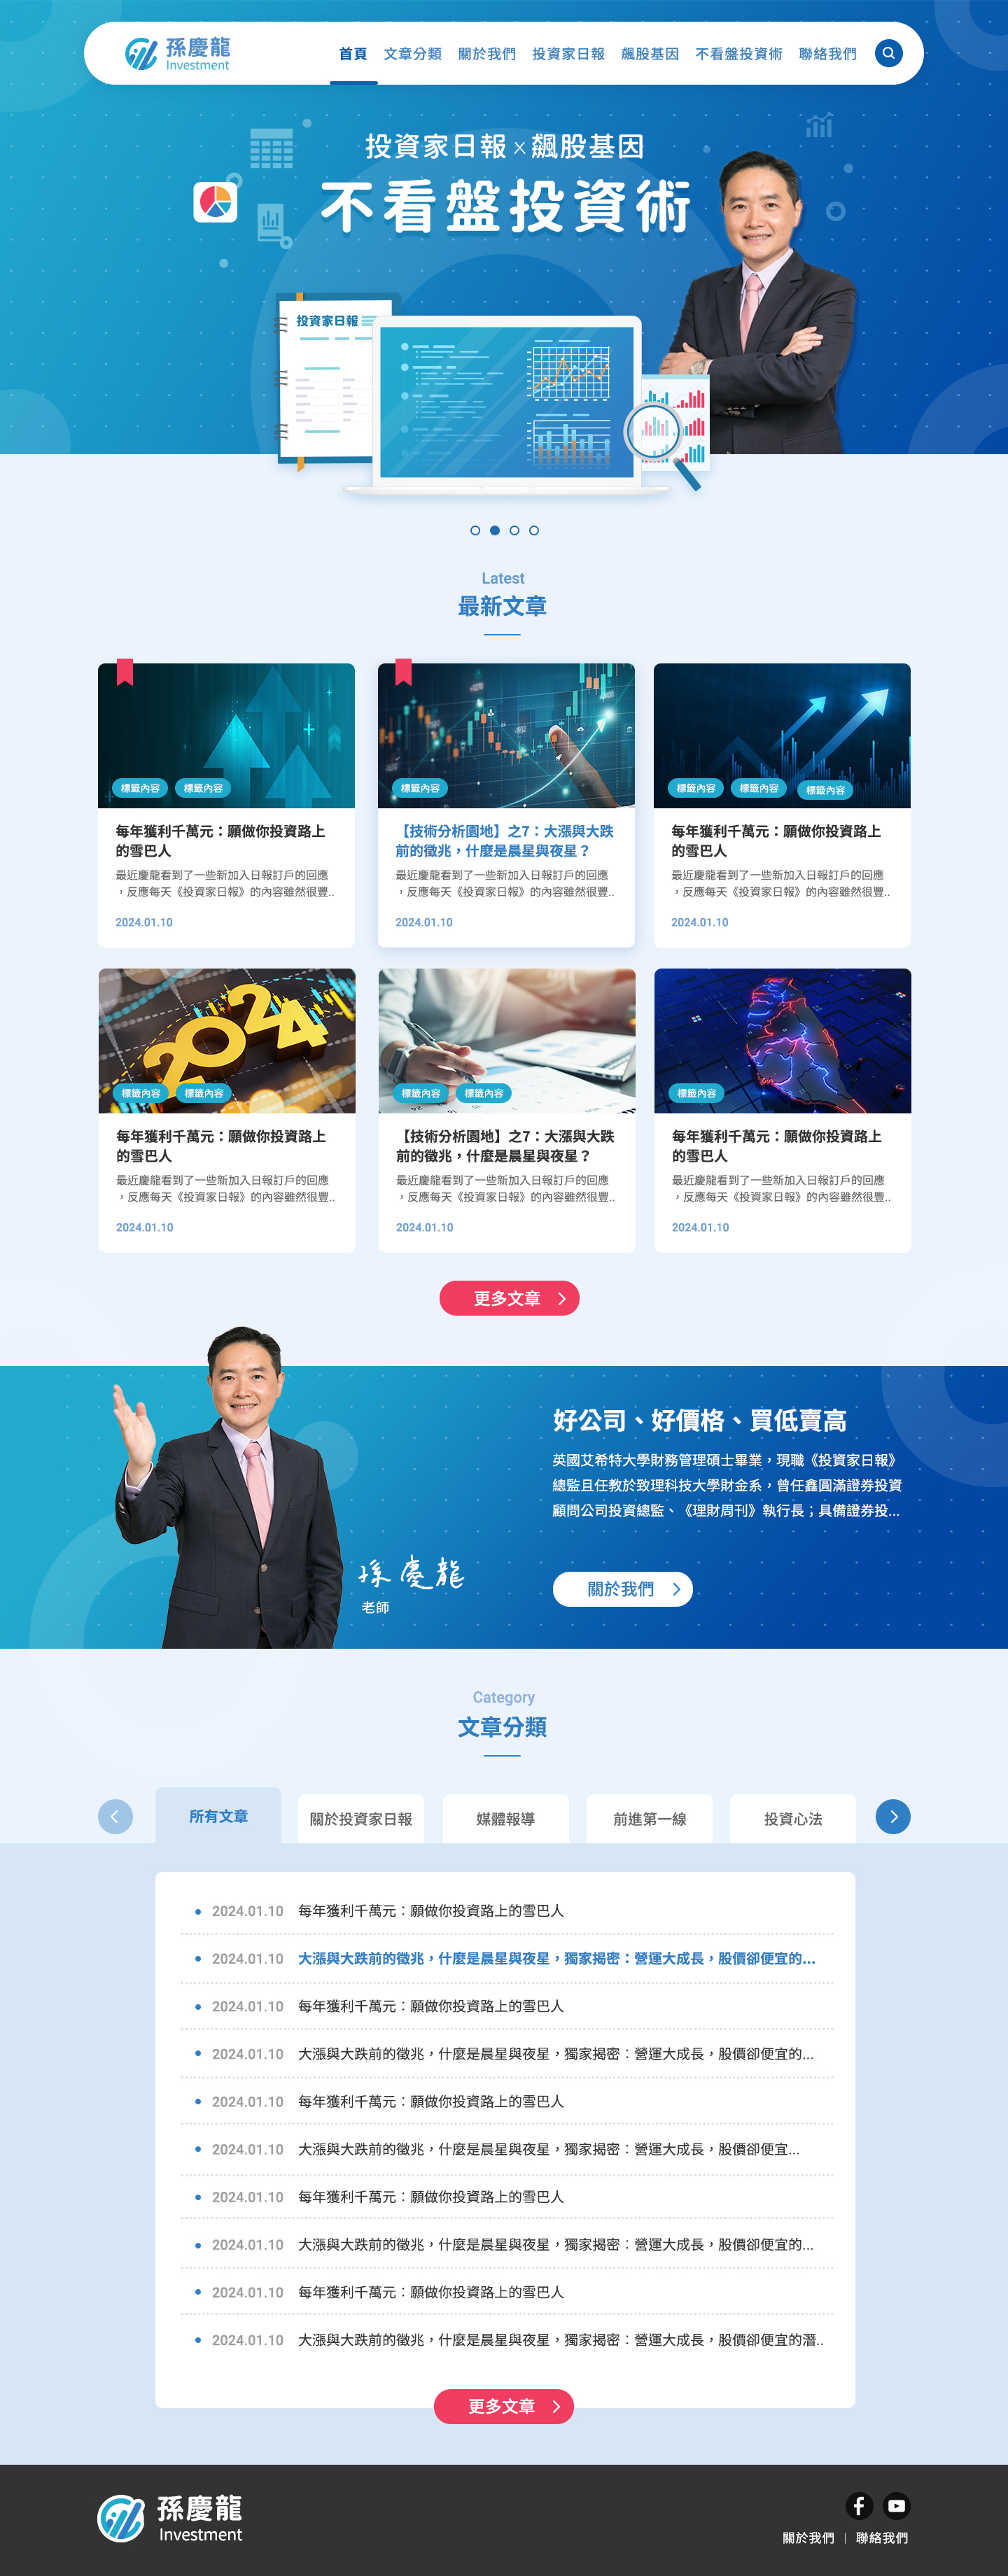 孫慶龍
Investment
首頁 文章分類 關於我們 投資家日報 飆股基因 不看盤投資術 聯絡我們
投資家日報×飆股基因
不看盤投資術
投資家日報
Latest
最新文章
標籤內容 標籤內容
每年獲利千萬元：願做你投資路上
的雪巴人
最近慶龍看到了一些新加入日報訂戶的回應
，反應每天《投資家日報》的內容雖然很豐..
2024.01.10
標籤內容
【技術分析園地】之7：大漲與大跌
前的徵兆，什麼是晨星與夜星？
最近慶龍看到了一些新加入日報訂戶的回應
，反應每天《投資家日報》的內容雖然很豐..
2024.01.10
標籤內容 標籤內容 標籤內容
每年獲利千萬元：願做你投資路上
的雪巴人
最近慶龍看到了一些新加入日報訂戶的回應
，反應每天《投資家日報》的內容雖然很豐..
2024.01.10
2024
標籤內容 標籤內容
每年獲利千萬元：願做你投資路上
的雪巴人
最近慶龍看到了一些新加入日報訂戶的回應
，反應每天《投資家日報》的內容雖然很豐..
2024.01.10
標籤內容 標籤內容
【技術分析園地】之7：大漲與大跌
前的徵兆，什麼是晨星與夜星？
最近慶龍看到了一些新加入日報訂戶的回應
，反應每天《投資家日報》的內容雖然很豐..
2024.01.10
標籤內容
每年獲利千萬元：願做你投資路上
的雪巴人
最近慶龍看到了一些新加入日報訂戶的回應
，反應每天《投資家日報》的內容雖然很豐..
2024.01.10
更多文章
好公司、好價格、買低賣高
英國艾希特大學財務管理碩士畢業，現職《投資家日報》
總監且任教於致理科技大學財金系，曾任鑫圓滿證券投資
顧問公司投資總監、《理財周刊》執行長；具備證券投...
孫慶龍
老師
關於我們
Category
文章分類
所有文章 關於投資家日報 媒體報導 前進第一線 投資心法
2024.01.10 每年獲利千萬元：願做你投資路上的雪巴人
2024.01.10 大漲與大跌前的徵兆，什麼是晨星與夜星，獨家揭密：營運大成長，股價卻便宜的...
2024.01.10 每年獲利千萬元：願做你投資路上的雪巴人
2024.01.10 大漲與大跌前的徵兆，什麼是晨星與夜星，獨家揭密：營運大成長，股價卻便宜的...
2024.01.10 每年獲利千萬元：願做你投資路上的雪巴人
2024.01.10 大漲與大跌前的徵兆，什麼是晨星與夜星，獨家揭密：營運大成長，股價卻便宜...
2024.01.10 每年獲利千萬元：願做你投資路上的雪巴人
2024.01.10 大漲與大跌前的徵兆，什麼是晨星與夜星，獨家揭密：營運大成長，股價卻便宜的...
2024.01.10 每年獲利千萬元：願做你投資路上的雪巴人
2024.01.10 大漲與大跌前的徵兆，什麼是晨星與夜星，獨家揭密：營運大成長，股價卻便宜的潛..
更多文章
孫慶龍
Investment
關於我們 | 聯絡我們